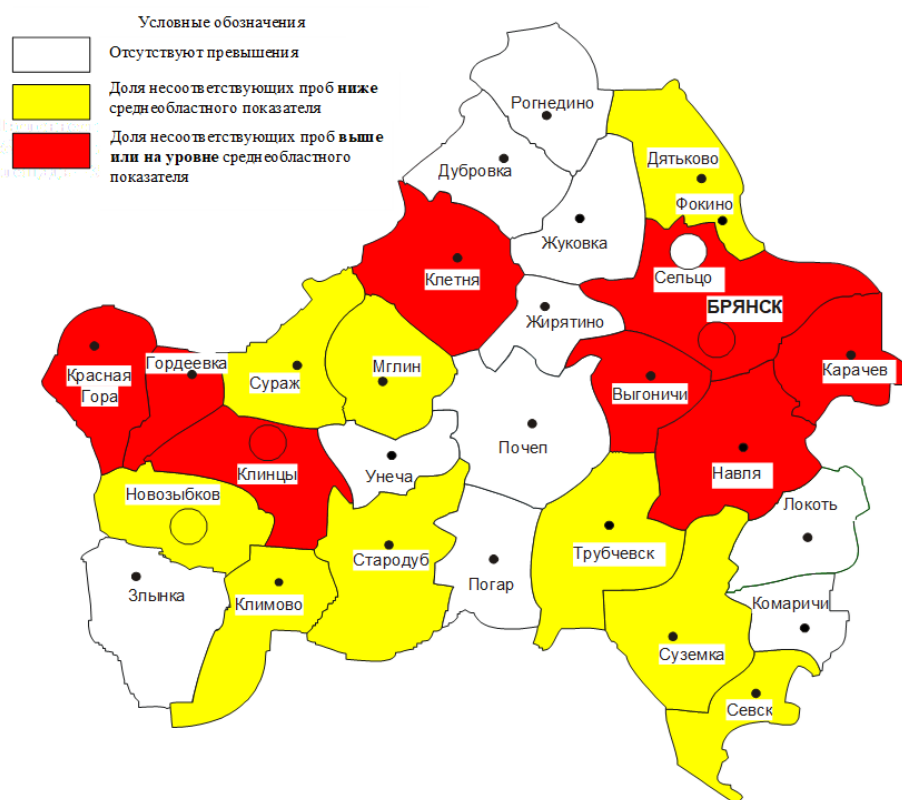 Условные обозначения
Отсутствуют превышения
Доля несоответствующих проб ниже
среднеобластного показателя
Доля несоответствующих проб выше
или на уровне среднеобластного
показателя
Рогнедино
Дубровка
Дятьково
Фокино
Жуковка
Клетня
Сельцо
БРЯНСК
Жирятино
Гордеевка
Мглин
Красная
Гора
Сураж
Выгоничи
Карачев
Почеп
Клинцы
Унеча
Навля
Новозыбков
Локоть
Трубчевск
Стародуб
Погар
Злынка
Климово
Комаричи
Суземка
Севск